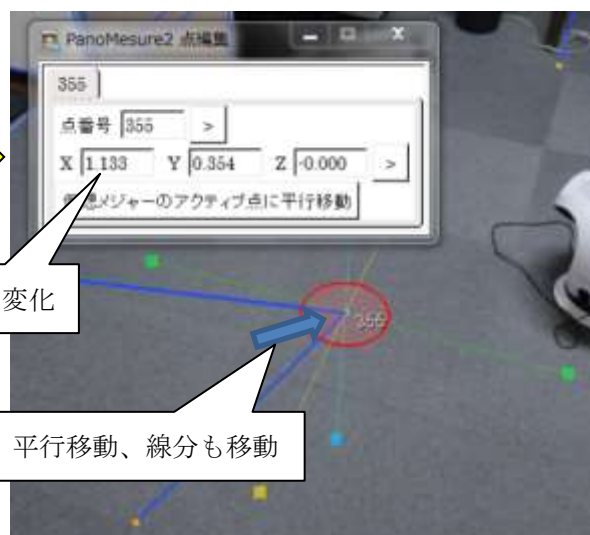 PanoMesure2 点編集
355
点番号 355 >
X 1.133 Y 0.354 Z -0.000 >
仮想メジャーのアクティブ点に平行移動
変化
355
平行移動、線分も移動